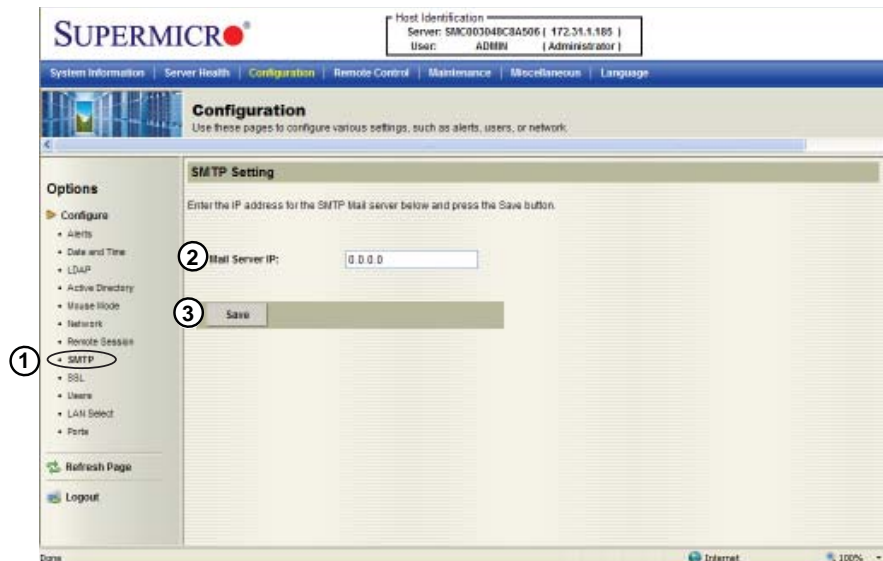 SUPERMICRO
Host Identification
Server: SMC003048C8A506 ( 172.31.1.185 )
User: ADMIN ( Administrator )
System Information | Server Health | Configuration | Remote Control | Maintenance | Miscellaneous | Language
Configuration
Use these pages to configure various settings, such as alerts, users, or network.
Options
Configure
Alerts
Date and Time
LDAP
Active Directory
Mouse Mode
Network
Remote Session
1 SMTP
SSL
Users
LAN Select
Ports
Refresh Page
Logout
SMTP Setting
Enter the IP address for the SMTP Mail server below and press the Save button.
2 Mail Server IP: 0.0.0.0
3 Save
Done
Internet
100%